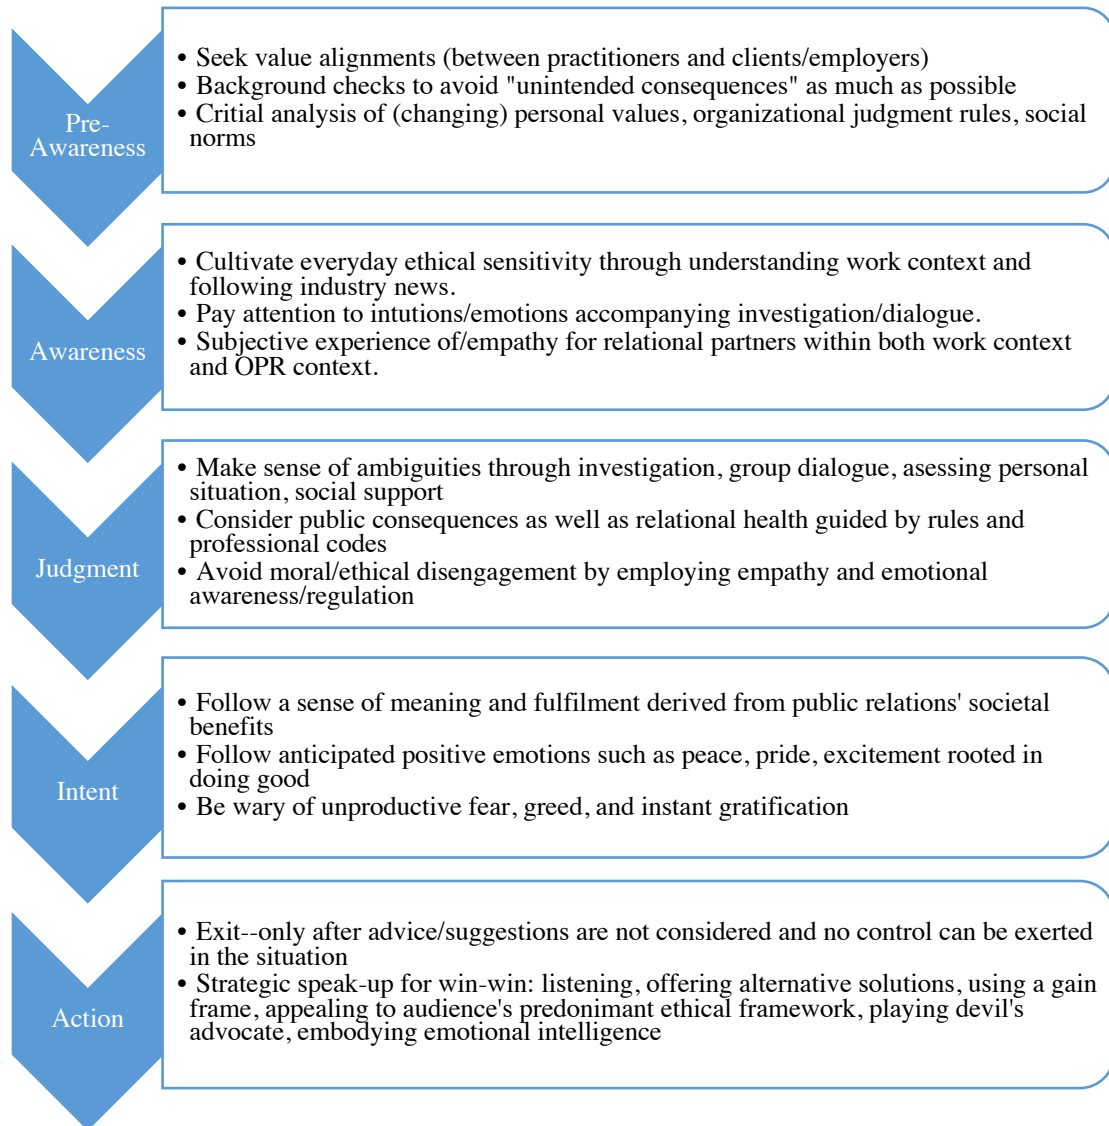 Pre-
Awareness
• Seek value alignments (between practitioners and clients/employers)
• Background checks to avoid "unintended consequences" as much as possible
• Critial analysis of (changing) personal values, organizational judgment rules, social
norms
Awareness
• Cultivate everyday ethical sensitivity through understanding work context and
following industry news.
• Pay attention to intutions/emotions accompanying investigation/dialogue.
• Subjective experience of/empathy for relational partners within both work context
and OPR context.
Judgment
• Make sense of ambiguities through investigation, group dialogue, asessing personal
situation, social support
• Consider public consequences as well as relational health guided by rules and
professional codes
• Avoid moral/ethical disengagement by employing empathy and emotional
awareness/regulation
Intent
• Follow a sense of meaning and fulfilment derived from public relations' societal
benefits
• Follow anticipated positive emotions such as peace, pride, excitement rooted in
doing good
• Be wary of unproductive fear, greed, and instant gratification
Action
• Exit--only after advice/suggestions are not considered and no control can be exerted
in the situation
• Strategic speak-up for win-win: listening, offering alternative solutions, using a gain
frame, appealing to audience's predonimant ethical framework, playing devil's
advocate, embodying emotional intelligence